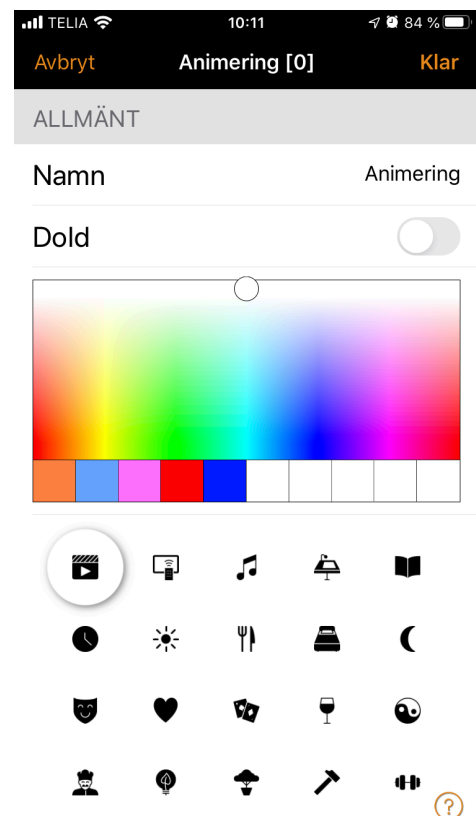 TELIA 10:11 84 %
Avbryt Animering [0] Klar
ALLMÄNT
Namn Animering
Dold
?